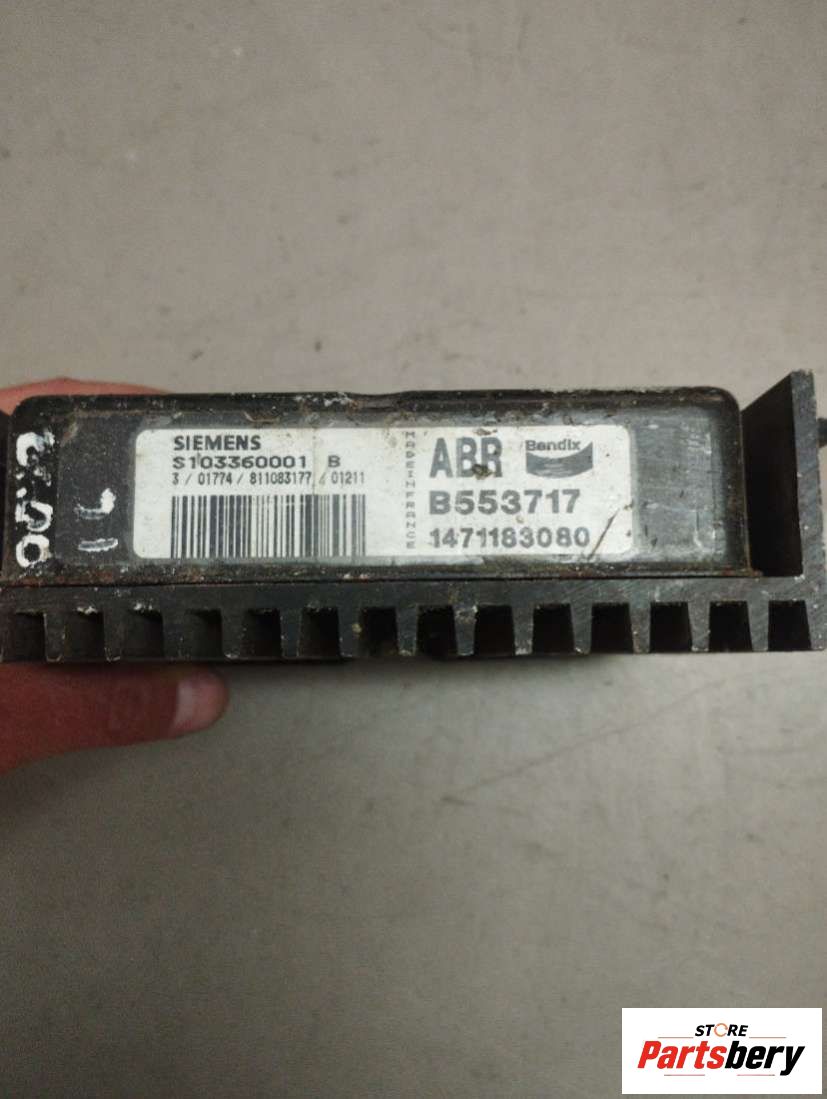 SIEMENS
S103360001 B
3 / 01774 / 811083177 / 01211
MADE IN FRANCE
ABR
Bendix
B553717
1471183080
STORE
Partsbery